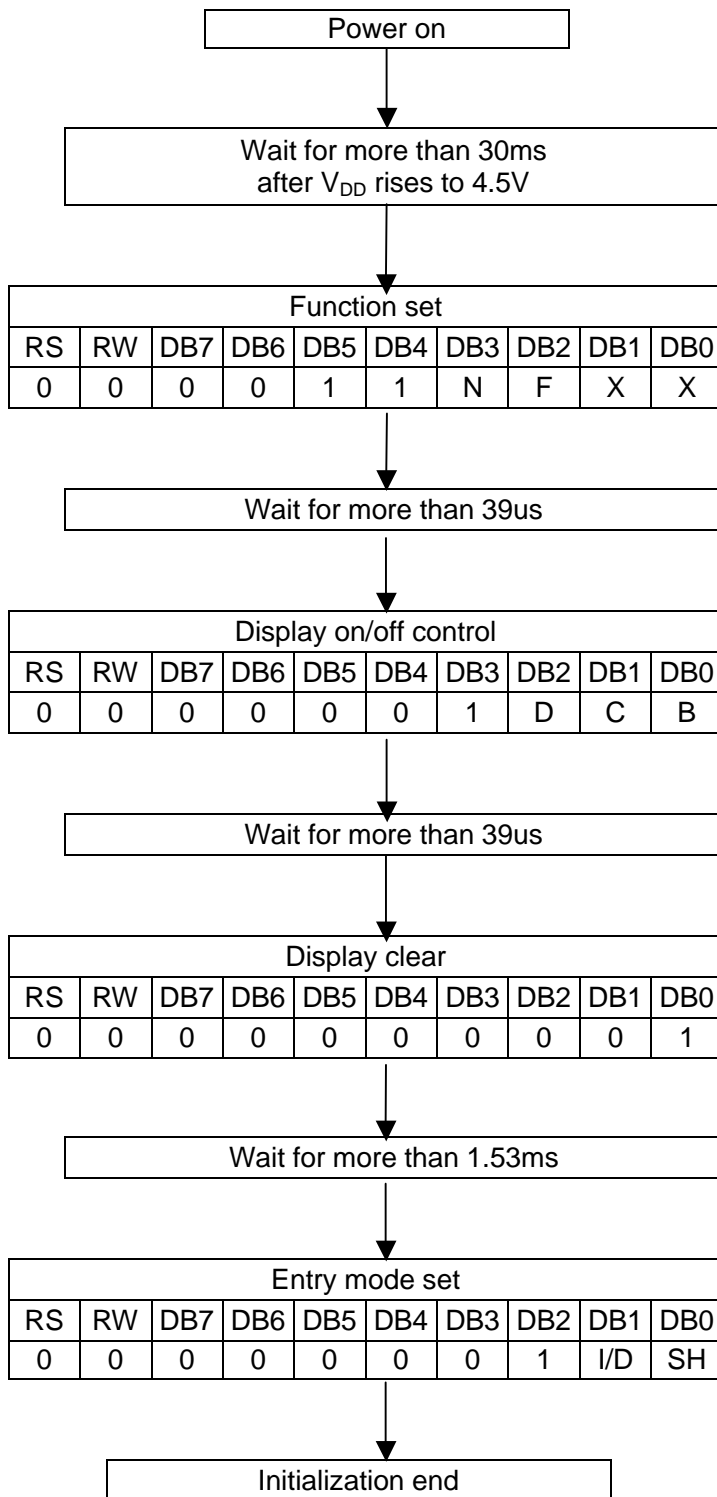 Power on
Wait for more than 30ms
after VDD rises to 4.5V
Function set
RS RW DB7 DB6 DB5 DB4 DB3 DB2 DB1 DB0
0 0 0 0 1 1 N F X X
Wait for more than 39us
Display on/off control
RS RW DB7 DB6 DB5 DB4 DB3 DB2 DB1 DB0
0 0 0 0 0 0 1 D C B
Wait for more than 39us
Display clear
RS RW DB7 DB6 DB5 DB4 DB3 DB2 DB1 DB0
0 0 0 0 0 0 0 0 0 1
Wait for more than 1.53ms
Entry mode set
RS RW DB7 DB6 DB5 DB4 DB3 DB2 DB1 DB0
0 0 0 0 0 0 0 1 I/D SH
Initialization end